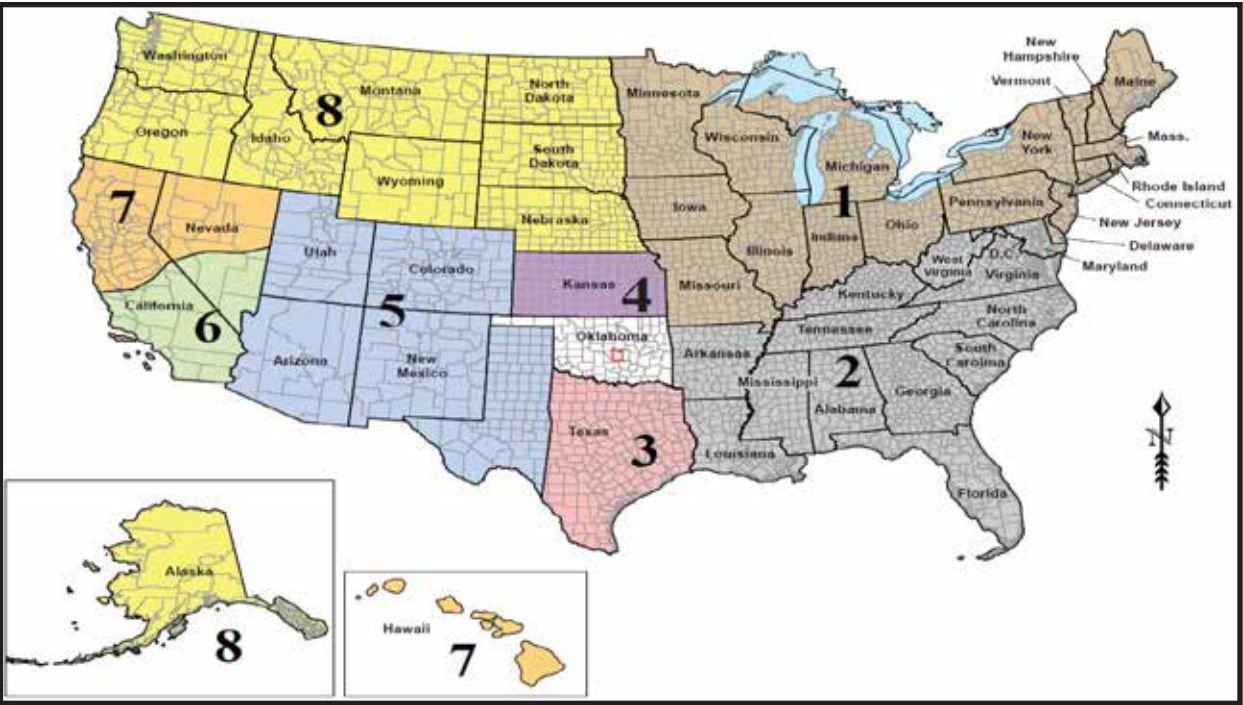 New
Hampshire
Vermont
Maine
Washington
Montana
North
Dakota
Minnesota
8
Oregon
Idaho
Wisconsin
New
York
Mass.
South
Dakota
Michigan
Wyoming
Rhode Island
Connecticut
7
Nebraska
Iowa
1
Pennsylvania
New Jersey
Nevada
Ohio
Indiana
Illinois
Delaware
Utah
Colorado
D.C.
Maryland
West
Virginia
Virginia
Kansas
4
Missouri
Kentucky
California
5
6
North
Carolina
Tennessee
Oklahoma
Arizona
New
Mexico
Arkansas
South
Carolina
Mississippi
2
Georgia
Alabama
Texas
3
Louisiana
N
Florida
Alaska
8
Hawaii
7